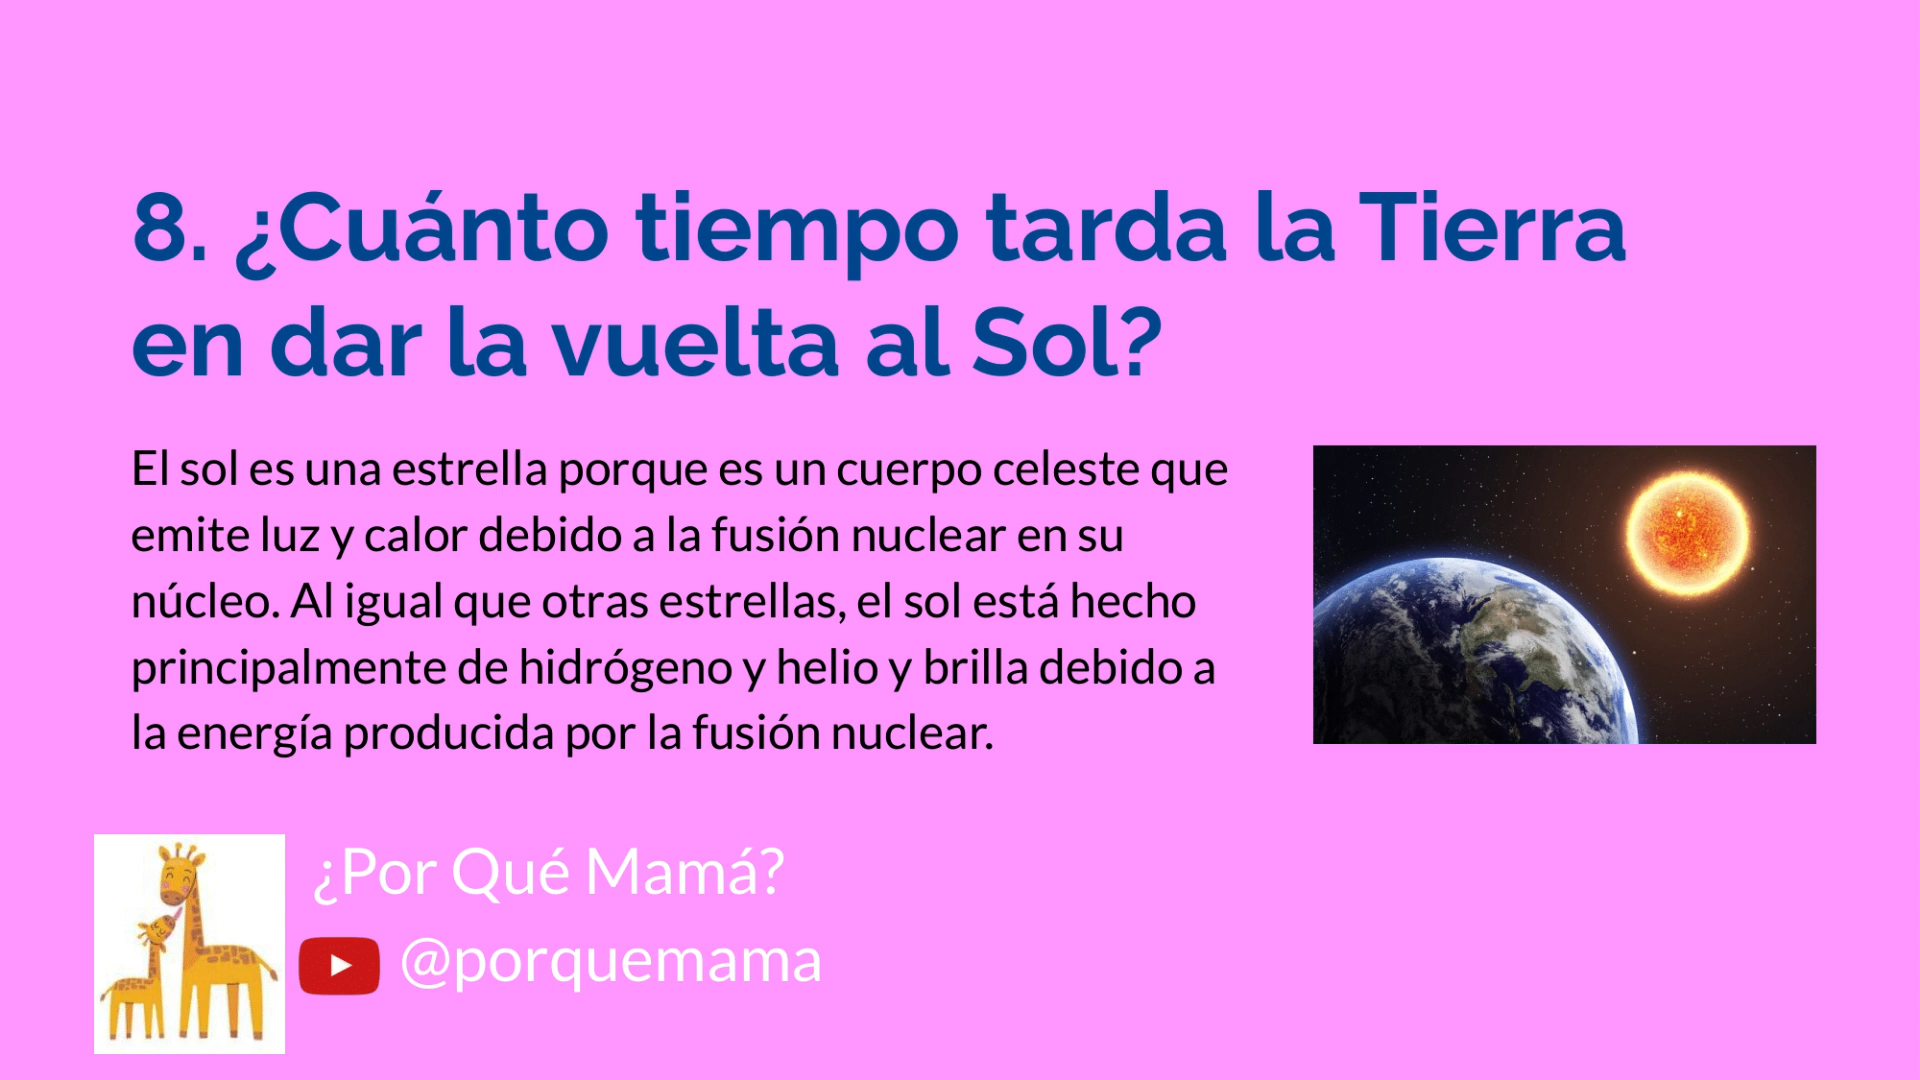 8. ¿Cuánto tiempo tarda la Tierra
en dar la vuelta al Sol?
El sol es una estrella porque es un cuerpo celeste que
emite luz y calor debido a la fusión nuclear en su
núcleo. Al igual que otras estrellas, el sol está hecho
principalmente de hidrógeno y helio y brilla debido a
la energía producida por la fusión nuclear.
¿Por Qué Mamá?
@porquemama